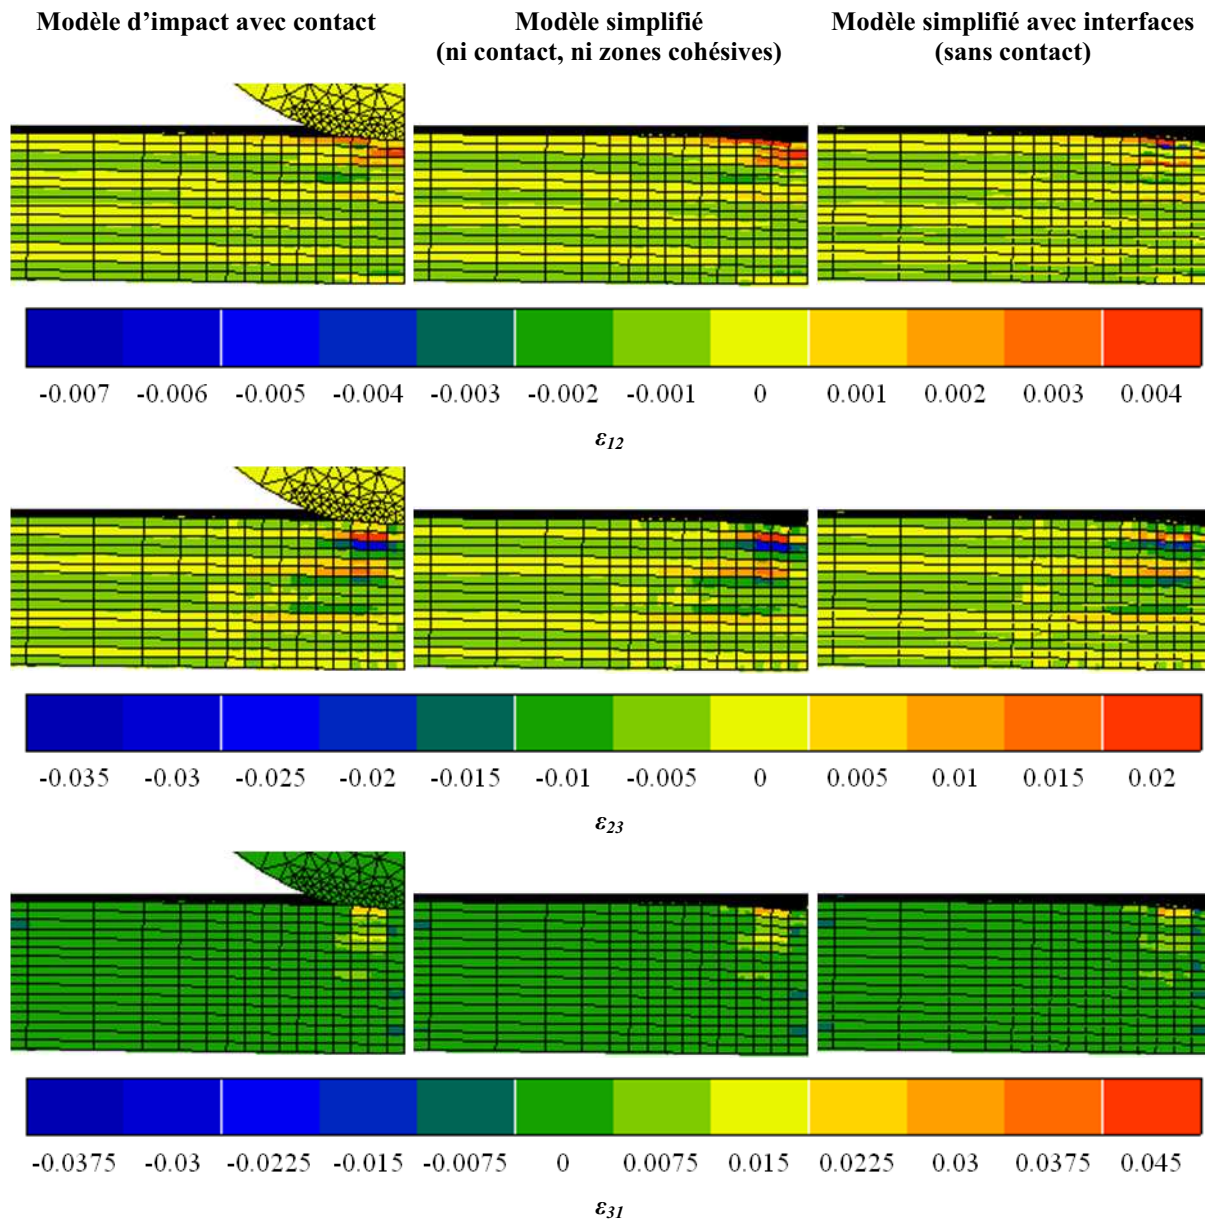 Modèle d’impact avec contact
Modèle simplifié
(ni contact, ni zones cohésives)
Modèle simplifié avec interfaces
(sans contact)
-0.007 -0.006 -0.005 -0.004 -0.003 -0.002 -0.001 0 0.001 0.002 0.003 0.004
ε12
-0.035 -0.03 -0.025 -0.02 -0.015 -0.01 -0.005 0 0.005 0.01 0.015 0.02
ε23
-0.0375 -0.03 -0.0225 -0.015 -0.0075 0 0.0075 0.015 0.0225 0.03 0.0375 0.045
ε31